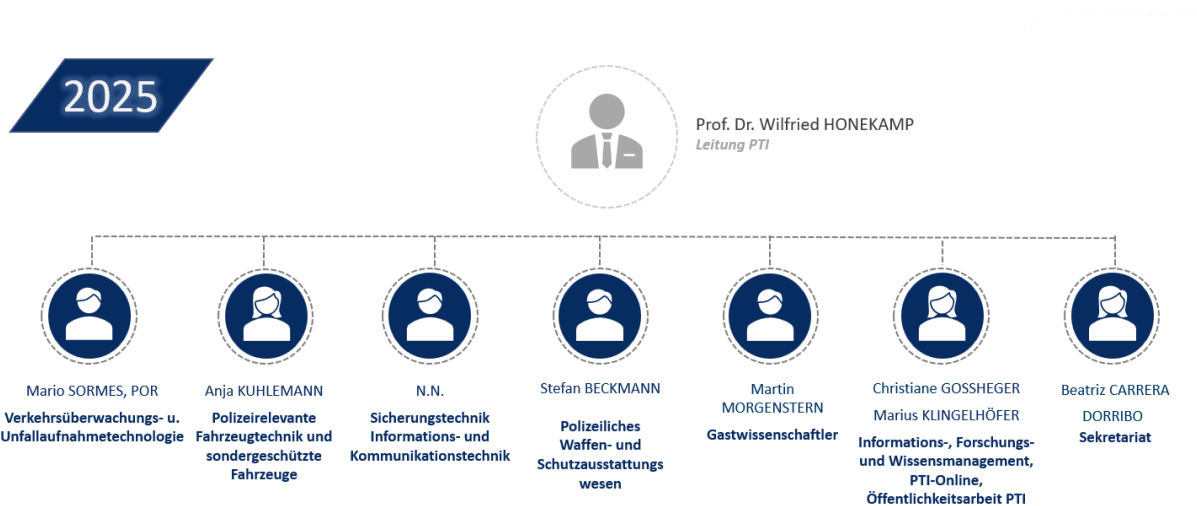 2025
Prof. Dr. Wilfried HONEKAMP
Leitung PTI
Mario SORMES, POR
Verkehrsüberwachungs- u.
Unfallaufnahmetechnologie
Anja KUHLEMANN
Polizeirelevante
Fahrzeugtechnik und
sondergeschützte
Fahrzeuge
N.N.
Sicherungstechnik
Informations- und
Kommunikationstechnik
Stefan BECKMANN
Polizeiliches
Waffen- und
Schutzausstattungs
wesen
Martin
MORGENSTERN
Gastwissenschaftler
Christiane GOSSHEGER
Marius KLINGELHÖFER
Informations-, Forschungs-
und Wissensmanagement,
PTI-Online,
Öffentlichkeitsarbeit PTI
Beatriz CARRERA
DORRIBO
Sekretariat